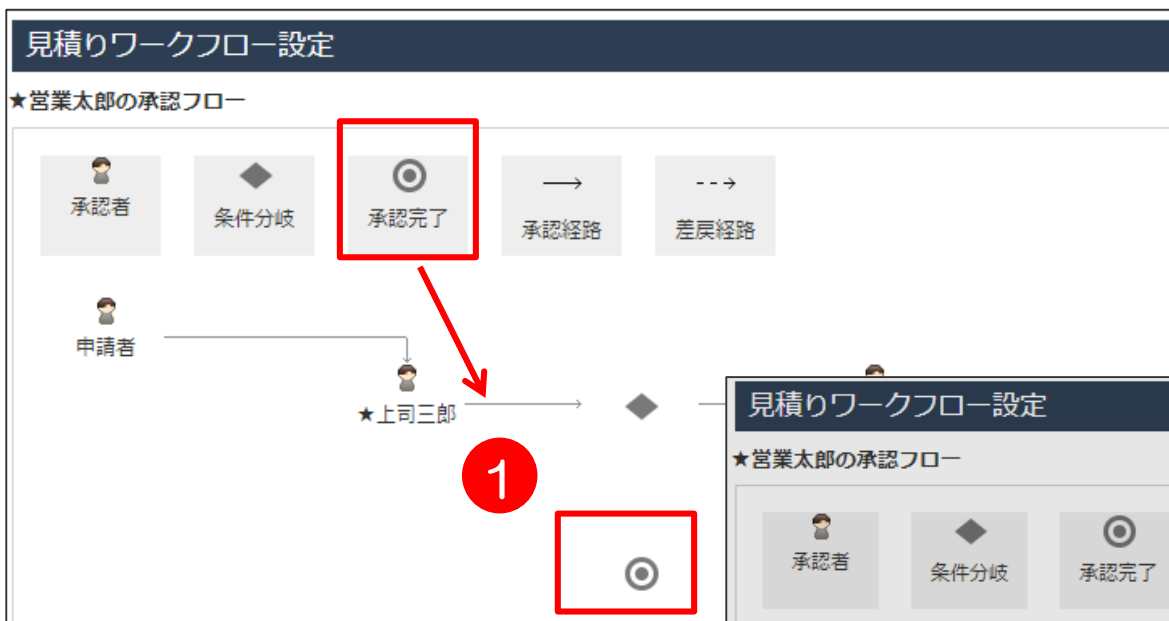 見積りワークフロー設定
★営業太郎の承認フロー
承認者
条件分岐
承認完了
承認経路
差戻経路
申請者
★上司三郎
1
見積りワークフロー設定
★営業太郎の承認フロー
承認者
条件分岐
承認完了